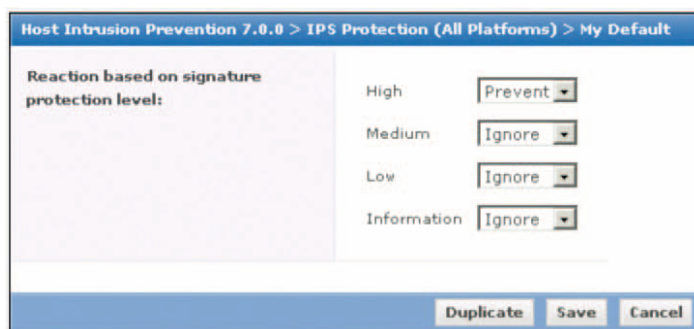 Host Intrusion Prevention 7.0.0 > IPS Protection (All Platforms) > My Default
Reaction based on signature
protection level:
High Prevent
Medium Ignore
Low Ignore
Information Ignore
Duplicate Save Cancel